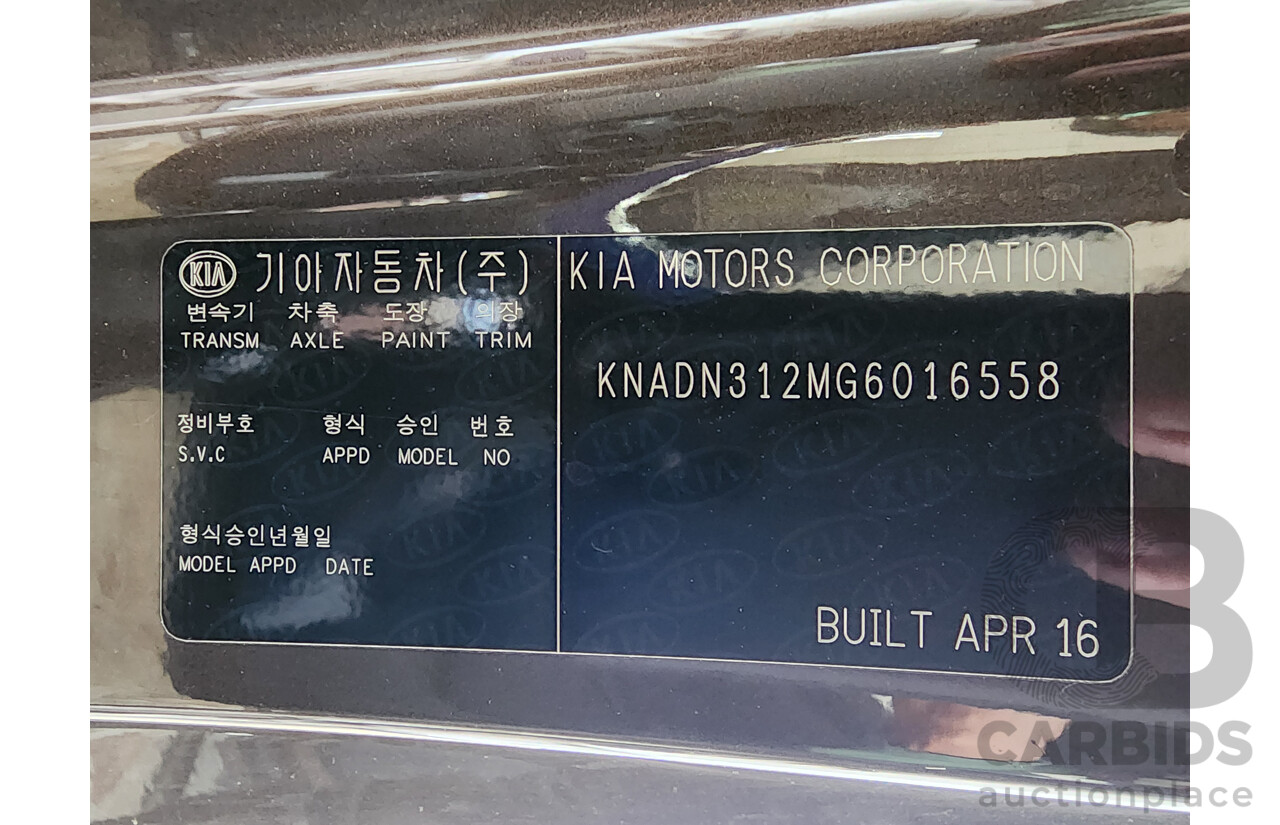 KIA 기아자동차(주)
변속기 차축 도장 의장
TRANSM AXLE PAINT TRIM
정비부호 형식 승인 번호
S.V.C APPD MODEL NO
형식승인년월일
MODEL APPD DATE
KIA MOTORS CORPORATION
KNADN312MG6016558
BUILT APR 16
CARBIDS
auctionplace